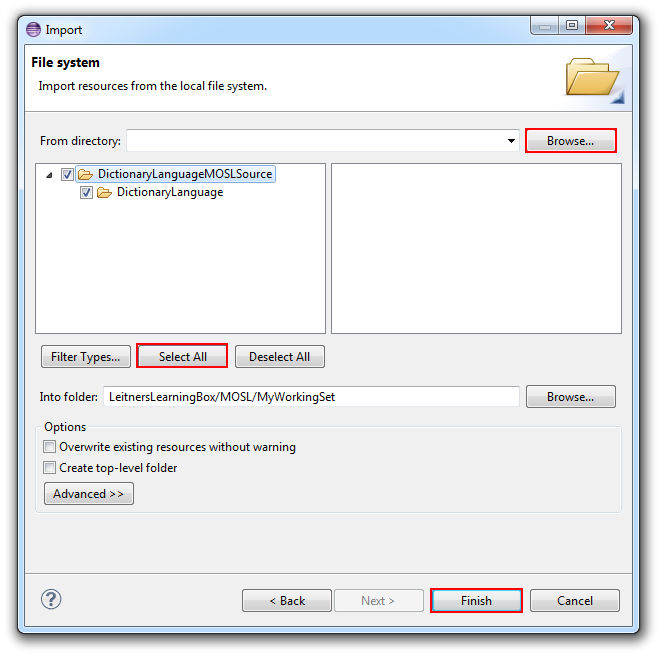 Import
File system
Import resources from the local file system.
From directory:
Browse...
DictionaryLanguageMOSLSource
DictionaryLanguage
Filter Types...
Select All
Deselect All
Into folder:
LeitnersLearningBox/MOSL/MyWorkingSet
Browse...
Options
Overwrite existing resources without warning
Create top-level folder
Advanced >>
?
< Back
Next >
Finish
Cancel